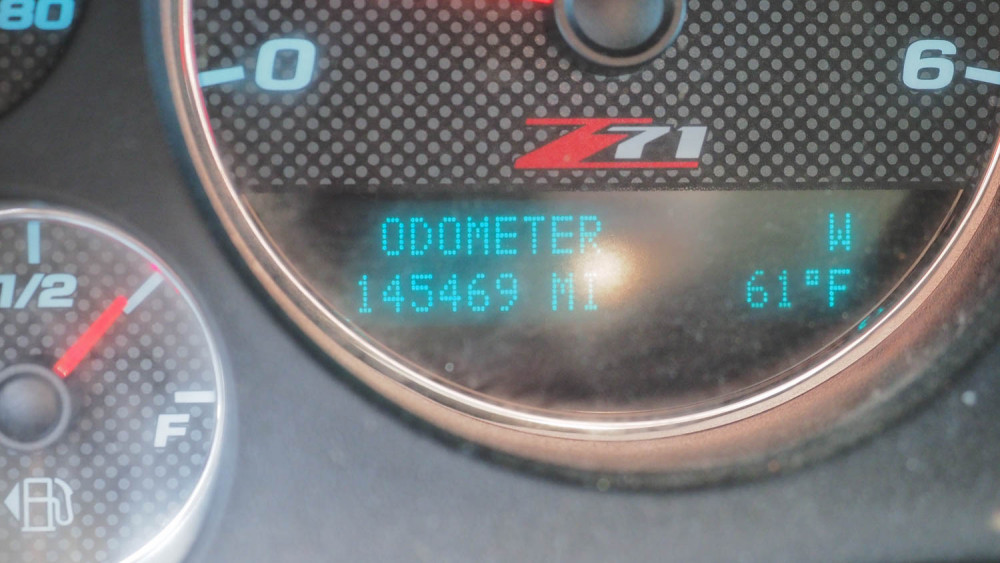 80
0
6
Z71
ODOMETER W
145469 MI 61°F
1/2
F